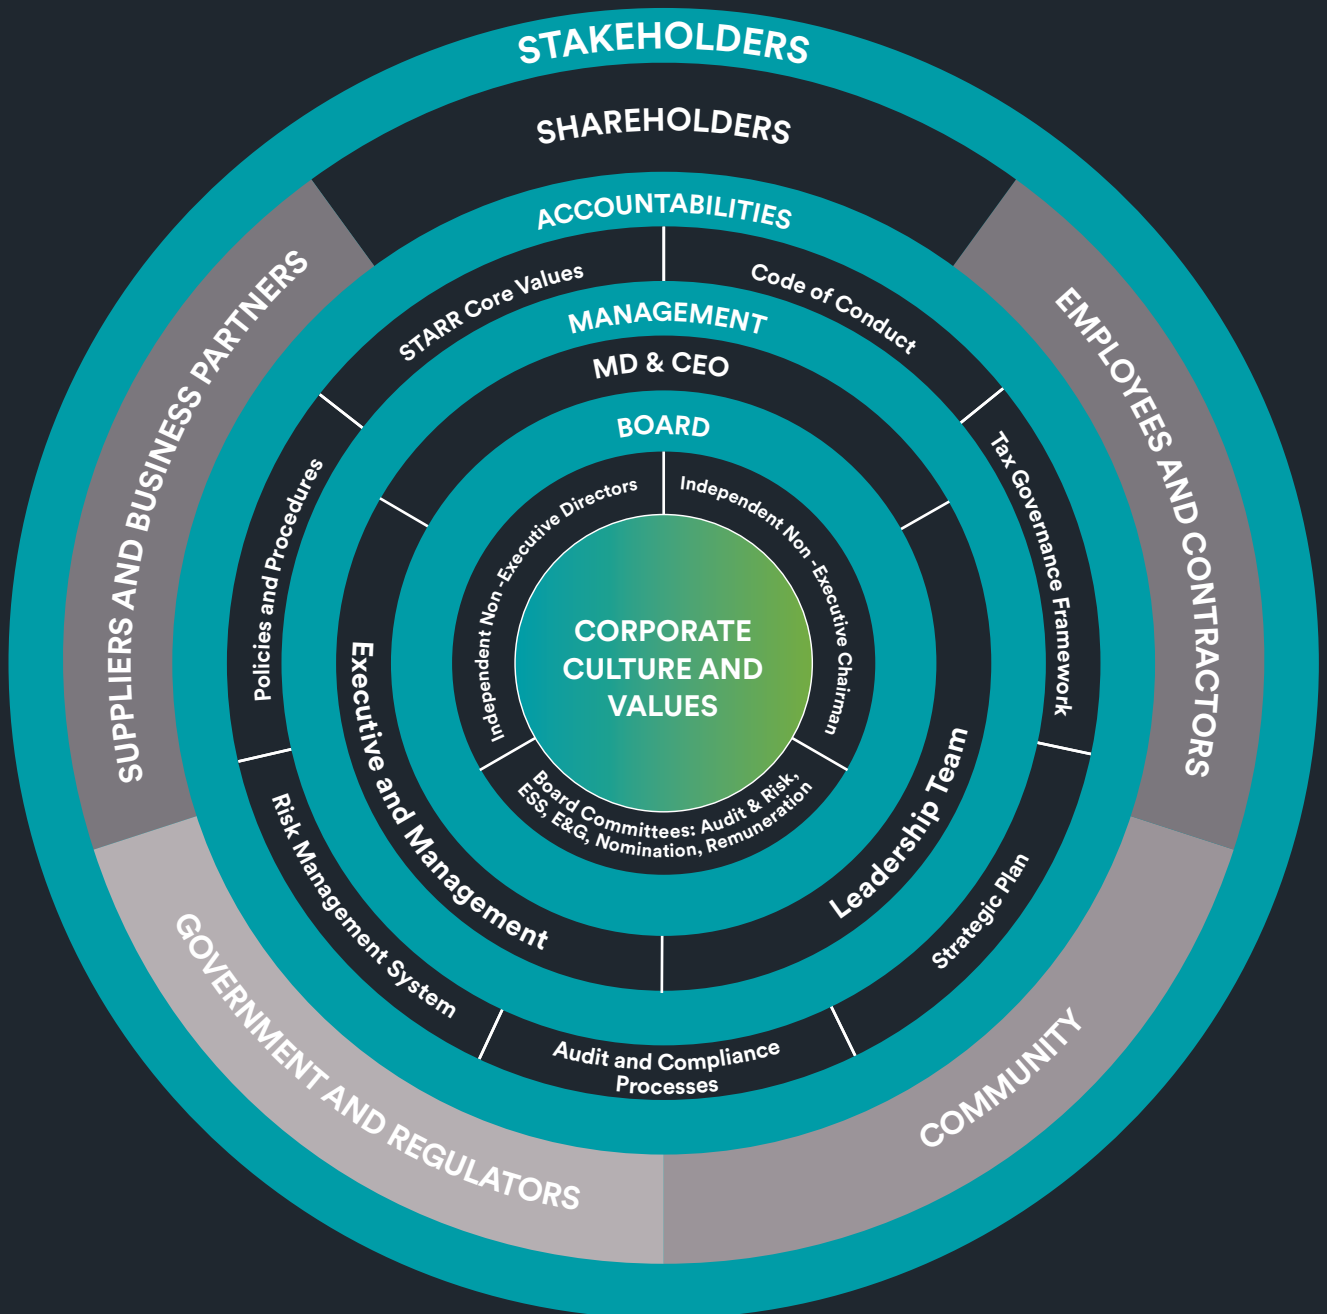 STAKEHOLDERS
SHAREHOLDERS
EMPLOYEES AND CONTRACTORS
COMMUNITY
GOVERNMENT AND REGULATORS
SUPPLIERS AND BUSINESS PARTNERS
ACCOUNTABILITIES
STARR Core Values
Code of Conduct
Tax Governance Framework
Strategic Plan
Audit and Compliance
Processes
Risk Management System
Policies and Procedures
MANAGEMENT
MD & CEO
Leadership Team
Executive and Management
BOARD
Independent Non -Executive Directors
Independent Non -Executive Chairman
Board Committees: Audit & Risk,
ESS, E&G, Nomination, Remuneration
CORPORATE
CULTURE AND
VALUES